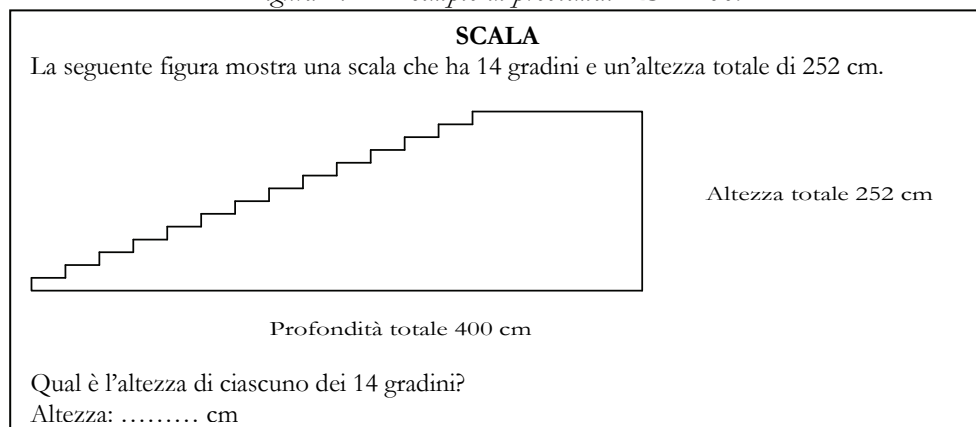 SCALA
La seguente figura mostra una scala che ha 14 gradini e un’altezza totale di 252 cm.
Altezza totale 252 cm
Profondità totale 400 cm
Qual è l’altezza di ciascuno dei 14 gradini?
Altezza: ……… cm